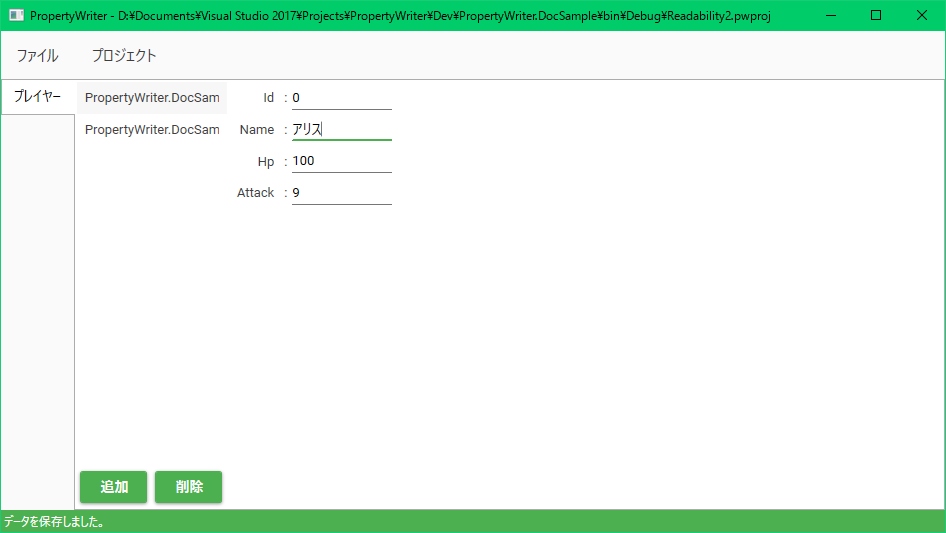 PropertyWriter - D:¥Documents¥Visual Studio 2017¥Projects¥PropertyWriter¥Dev¥PropertyWriter.DocSample¥bin¥Debug¥Readability2.pwproj
ファイル プロジェクト
プレイヤー
PropertyWriter.DocSam
PropertyWriter.DocSam
Id : 0
Name : アリス
Hp : 100
Attack : 9
追加 削除
データを保存しました。